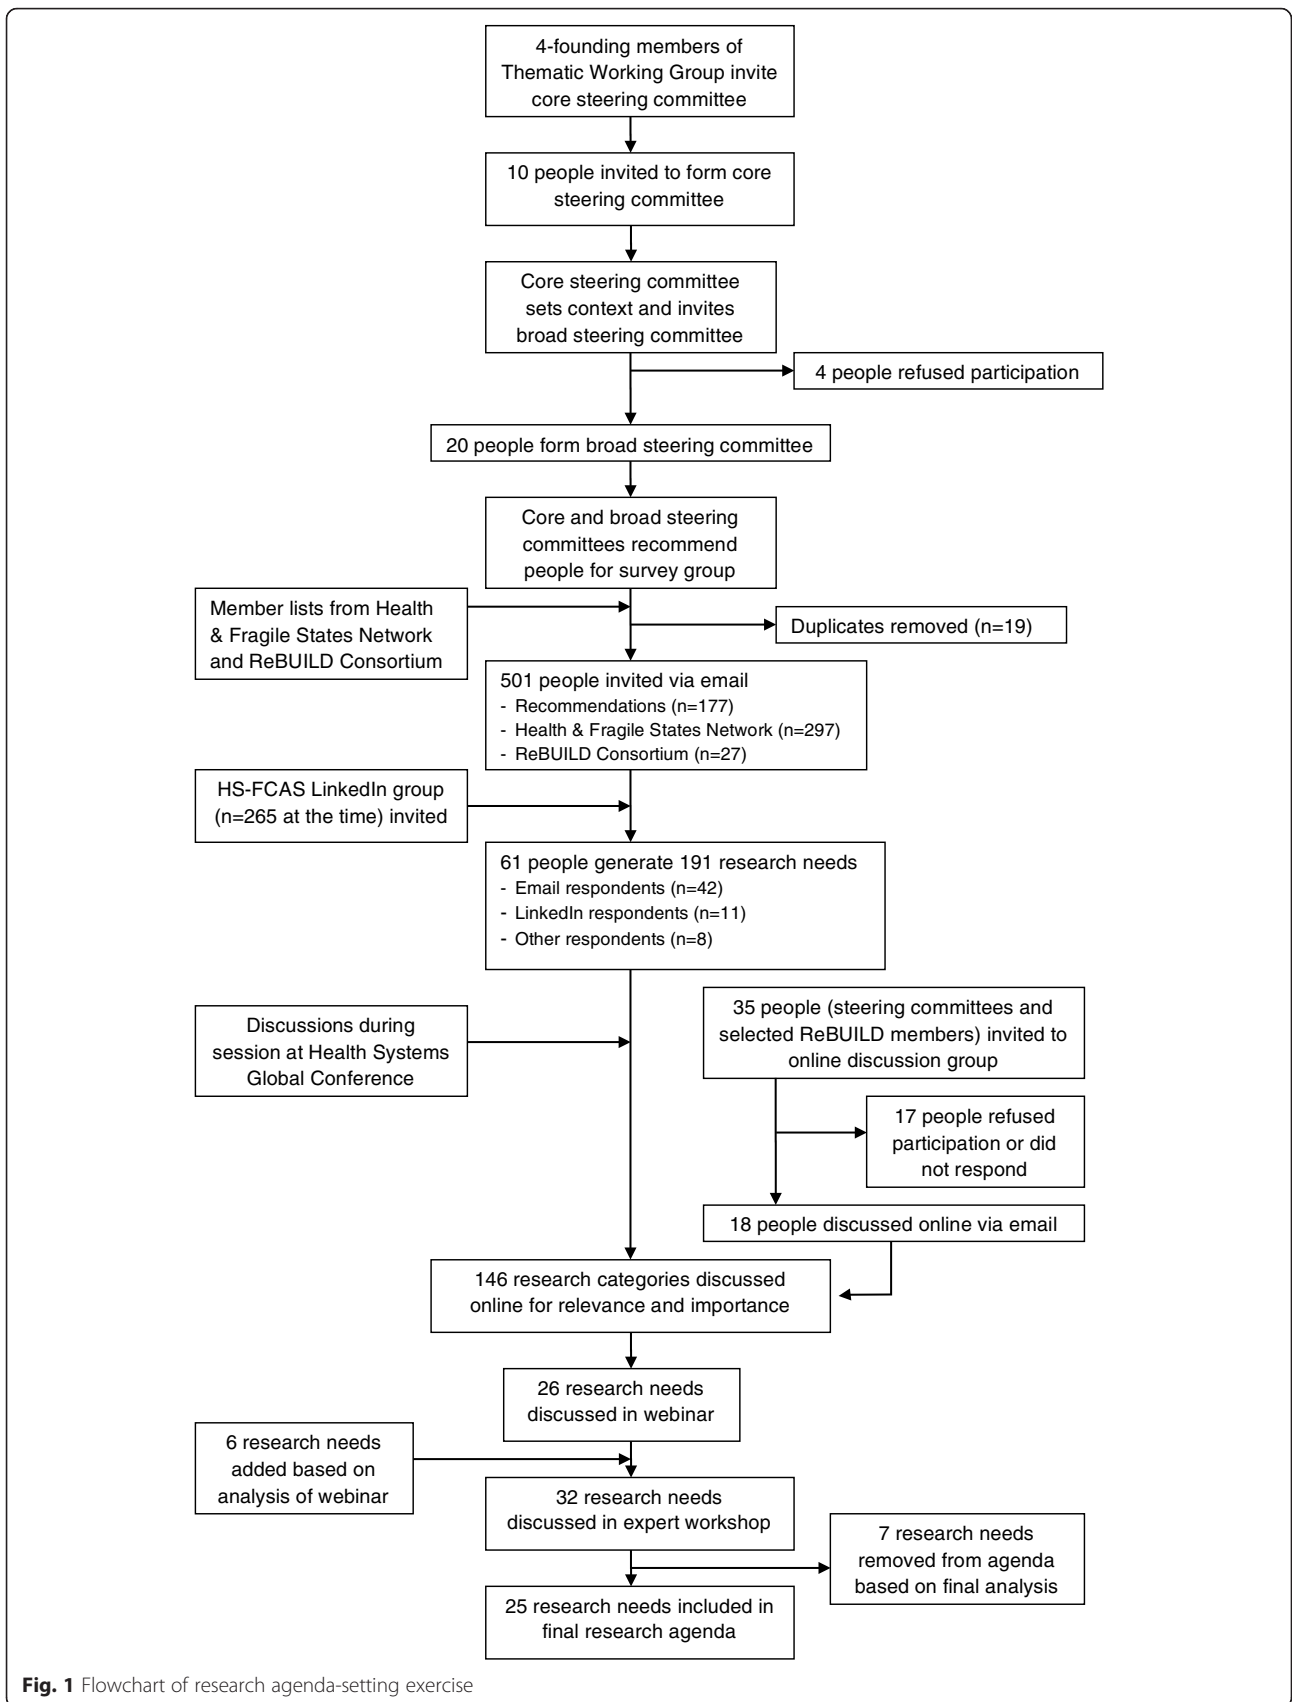 4-founding members of
Thematic Working Group invite
core steering committee
10 people invited to form core
steering committee
Core steering committee
sets context and invites
broad steering committee
4 people refused participation
20 people form broad steering committee
Core and broad steering
committees recommend
people for survey group
Member lists from Health
& Fragile States Network
and ReBUILD Consortium
Duplicates removed (n=19)
501 people invited via email
- Recommendations (n=177)
- Health & Fragile States Network (n=297)
- ReBUILD Consortium (n=27)
HS-FCAS LinkedIn group
(n=265 at the time) invited
61 people generate 191 research needs
- Email respondents (n=42)
- LinkedIn respondents (n=11)
- Other respondents (n=8)
35 people (steering committees and
selected ReBUILD members) invited to
online discussion group
Discussions during
session at Health Systems
Global Conference
17 people refused
participation or did
not respond
18 people discussed online via email
146 research categories discussed
online for relevance and importance
26 research needs
discussed in webinar
6 research needs
added based on
analysis of webinar
32 research needs
discussed in expert workshop
7 research needs
removed from agenda
based on final analysis
25 research needs included in
final research agenda
Fig. 1 Flowchart of research agenda-setting exercise